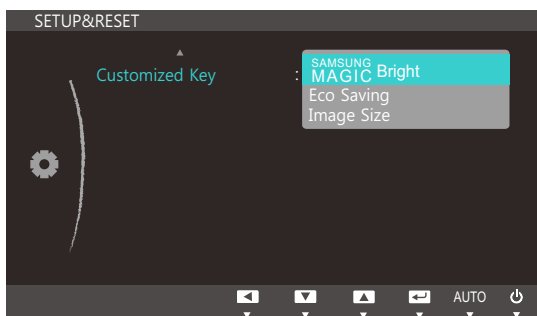 SETUP&RESET
Customized Key : SAMSUNG MAGIC Bright
Eco Saving
Image Size
AUTO